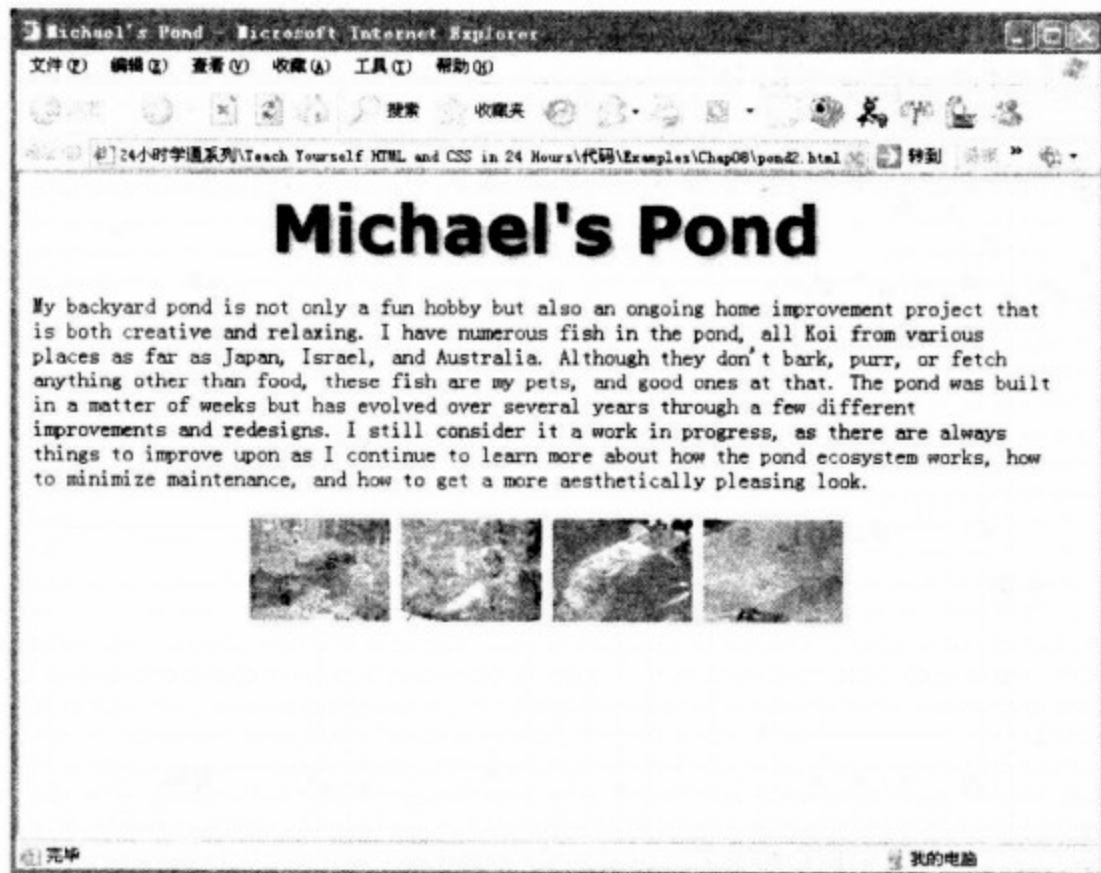 Michael's Pond - Microsoft Internet Explorer
文件(F) 编辑(E) 查看(V) 收藏(A) 工具(T) 帮助(H)
搜索 收藏夹
24小时学通系列\Teach Yourself HTML and CSS in 24 Hours\代码\Examples\Chap08\pond2.html 转到 »
Michael's Pond
My backyard pond is not only a fun hobby but also an ongoing home improvement project that
is both creative and relaxing. I have numerous fish in the pond, all Koi from various
places as far as Japan, Israel, and Australia. Although they don't bark, purr, or fetch
anything other than food, these fish are my pets, and good ones at that. The pond was built
in a matter of weeks but has evolved over several years through a few different
improvements and redesigns. I still consider it a work in progress, as there are always
things to improve upon as I continue to learn more about how the pond ecosystem works, how
to minimize maintenance, and how to get a more aesthetically pleasing look.
完毕 我的电脑